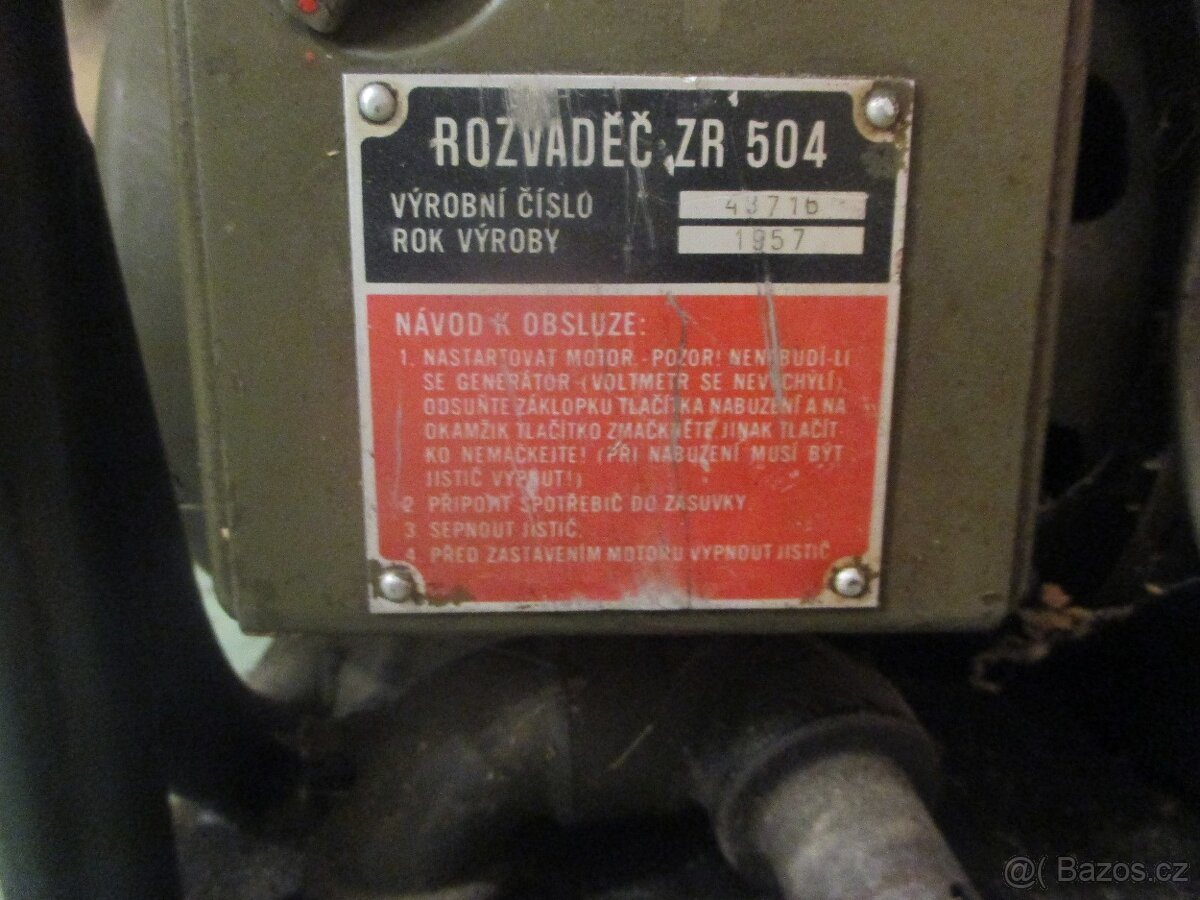 ROZVADĚČ ZR 504
VÝROBNÍ ČÍSLO 43716
ROK VÝROBY 1957
NÁVOD K OBSLUZE:
1. NASTARTOVAT MOTOR - POZOR! NENABUDÍ-LI
SE GENERÁTOR (VOLTMETR SE NEVYCHÝLÍ),
ODSUŇTE ZÁKLOPKU TLAČÍTKA NABUZENÍ A NA
OKAMŽIK TLAČÍTKO ZMAČKNĚTE JINAK TLAČÍT-
KO NEMAČKEJTE! (PŘI NABUZENÍ MUSÍ BÝT
JISTIČ VYPNUT!)
2. PŘIPOJIT SPOTŘEBIČ DO ZÁSUVKY.
3. SEPNOUT JISTIČ.
4. PŘED ZASTAVENÍM MOTORU VYPNOUT JISTIČ
@( Bazos.cz